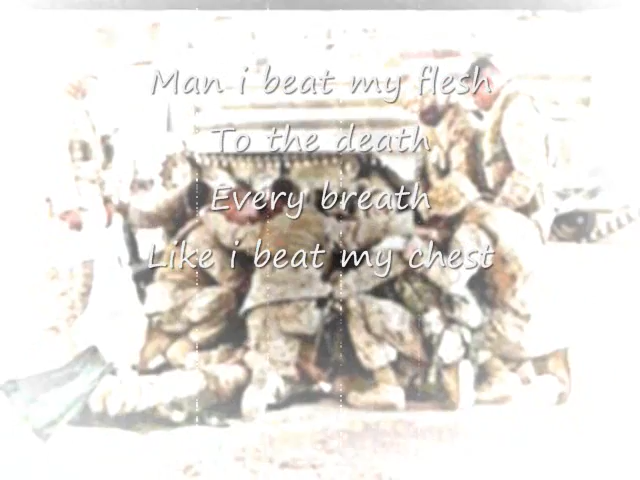 Man i beat my flesh
To the death
Every breath
Like i beat my chest